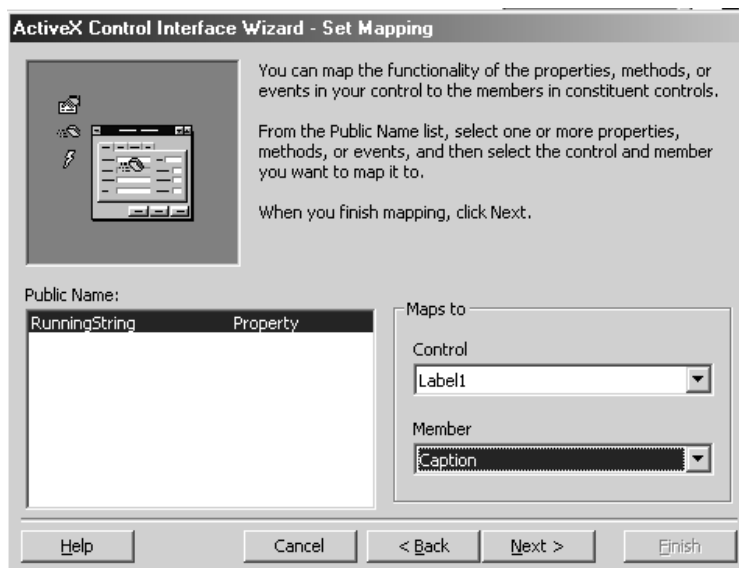 ActiveX Control Interface Wizard - Set Mapping
You can map the functionality of the properties, methods, or
events in your control to the members in constituent controls.
From the Public Name list, select one or more properties,
methods, or events, and then select the control and member
you want to map it to.
When you finish mapping, click Next.
Public Name:
RunningString Property
Maps to
Control
Label1
Member
Caption
Help Cancel < Back Next > Finish